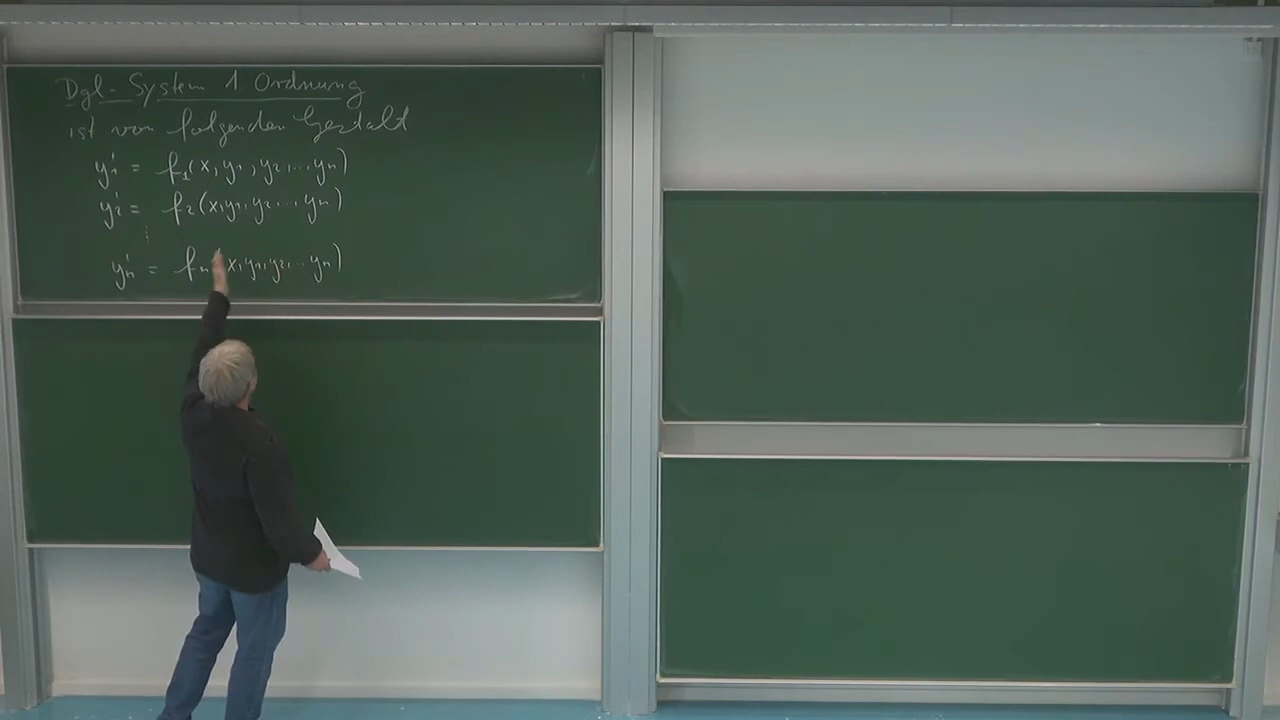 Dgl-System 1 Ordnung
ist von folgenden Gestalt
y₁' = f₁(x, y₁, y₂, ..., yₙ)
y₂' = f₂(x, y₁, y₂, ..., yₙ)
⋮
yₙ' = fₙ(x, y₁, y₂, ... yₙ)